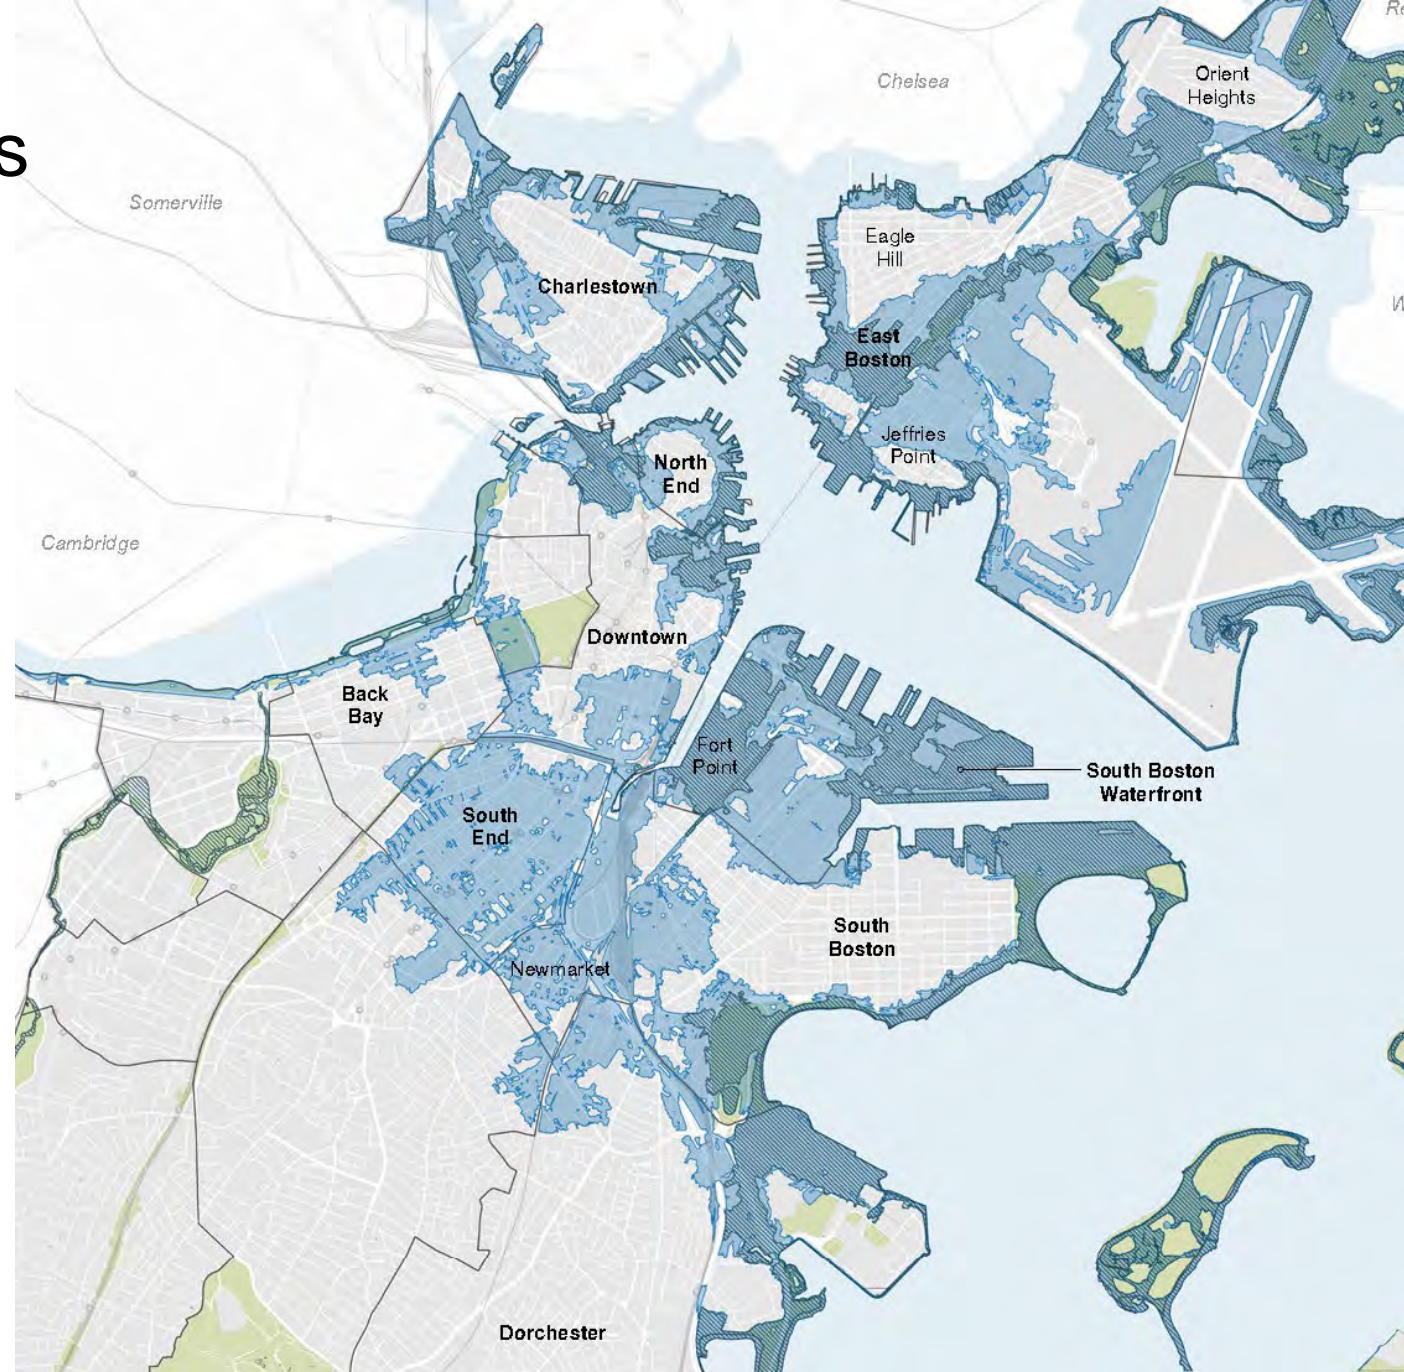 Chelsea
Orient
Heights
s
Somerville
Eagle
Hill
Charlestown
East
Boston
Jeffries
Point
North
End
Cambridge
Downtown
Back
Bay
Fort
Point
South Boston
Waterfront
South
End
South
Boston
Newmarket
Dorchester